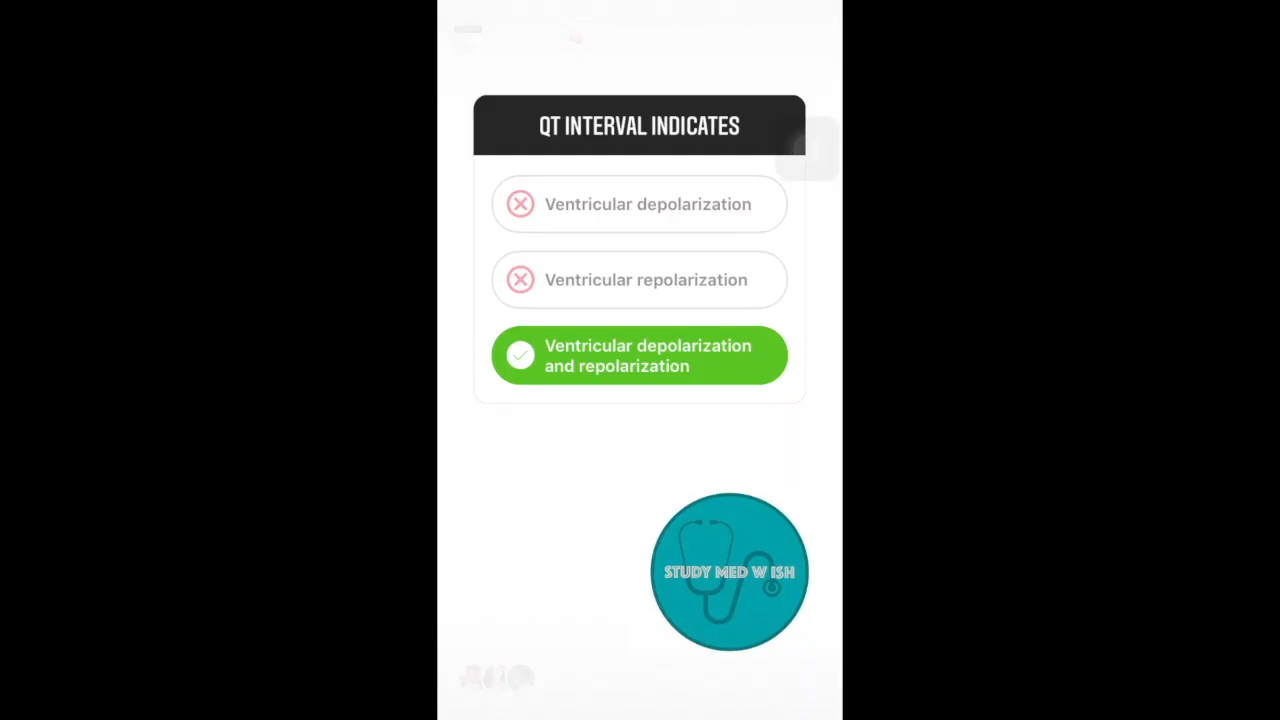 QT INTERVAL INDICATES
Ventricular depolarization
Ventricular repolarization
Ventricular depolarization
and repolarization
STUDY MED W ISH